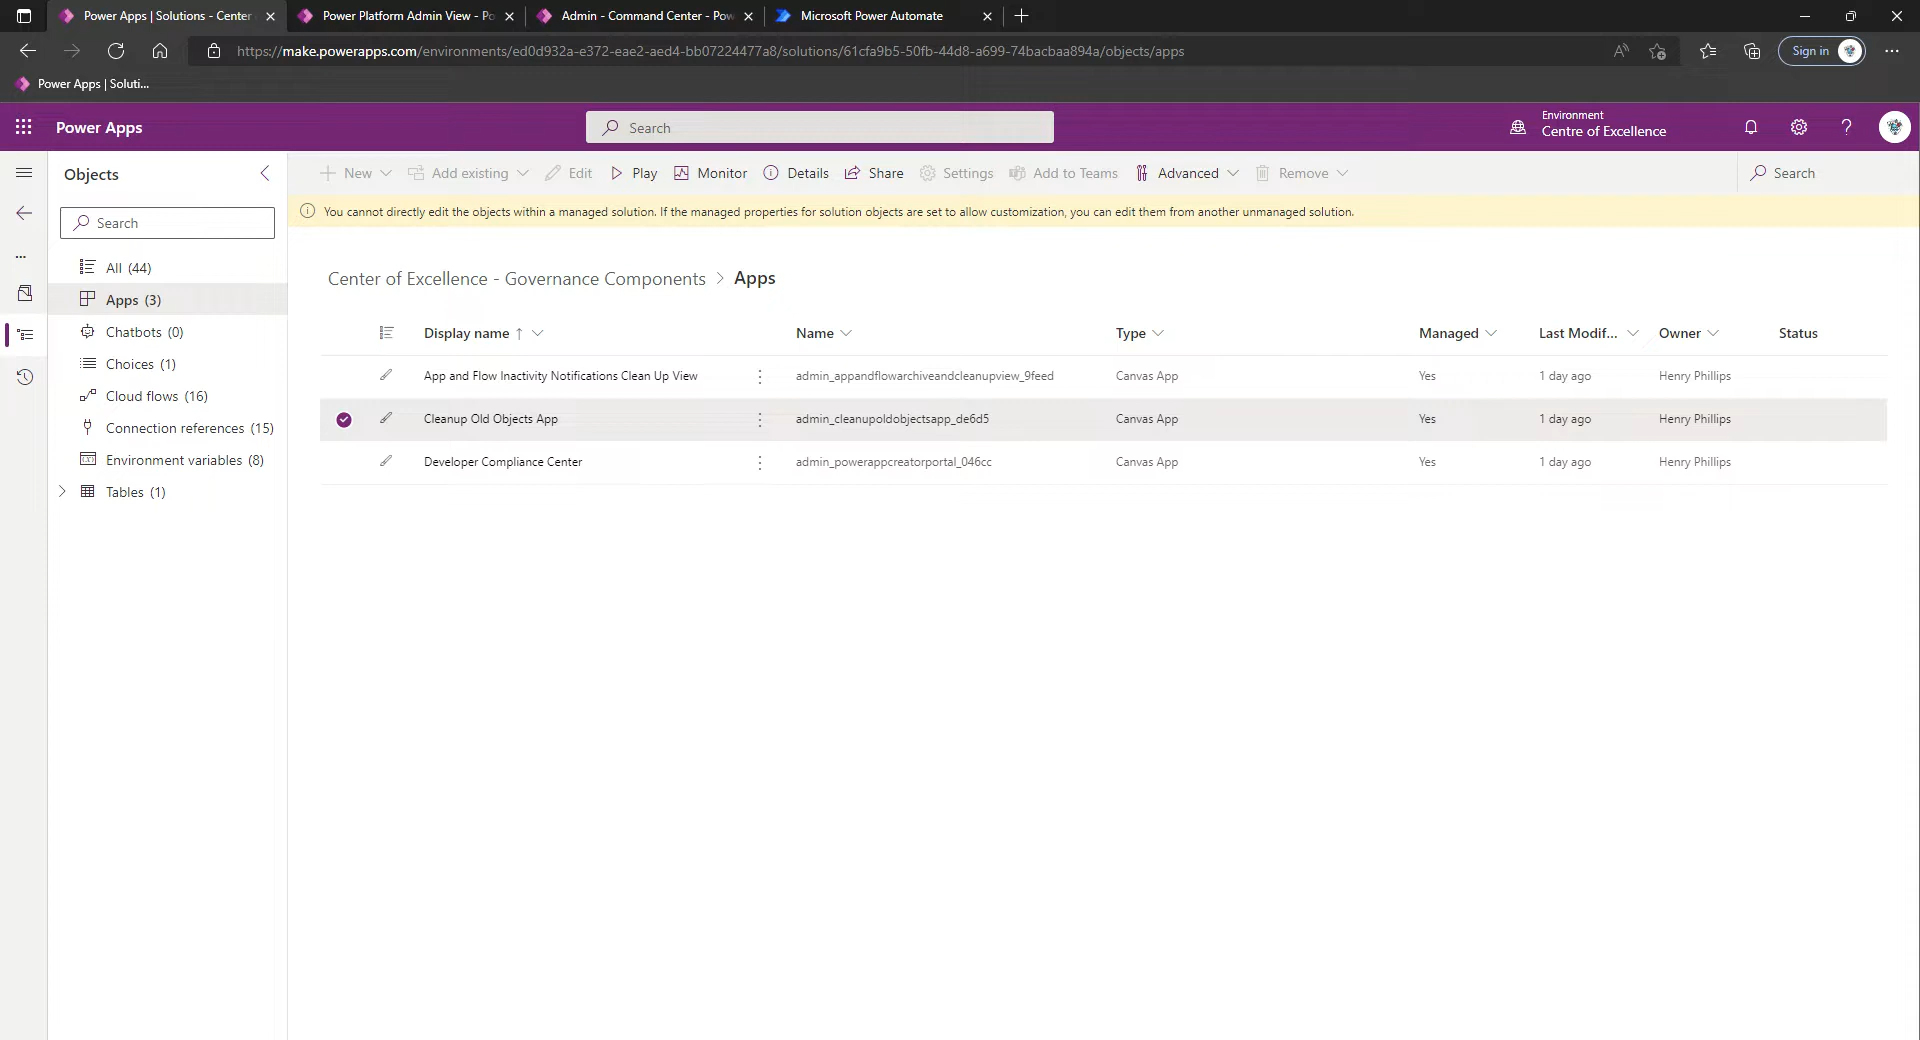 Power Apps | Solutions - Center
Power Platform Admin View - Po
Admin - Command Center - Pow
Microsoft Power Automate
https://make.powerapps.com/environments/ed0d932a-e372-eae2-aed4-bb07224477a8/solutions/61cfa9b5-50fb-44d8-a699-74bacbaa894a/objects/apps
Sign in
Power Apps | Soluti...
Power Apps
Search
Environment
Centre of Excellence
Objects
New
Add existing
Edit
Play
Monitor
Details
Share
Settings
Add to Teams
Advanced
Remove
Search
You cannot directly edit the objects within a managed solution. If the managed properties for solution objects are set to allow customization, you can edit them from another unmanaged solution.
Search
All (44)
Apps (3)
Chatbots (0)
Choices (1)
Cloud flows (16)
Connection references (15)
Environment variables (8)
Tables (1)
Center of Excellence - Governance Components > Apps
Display name ↑ Name Type Managed Last Modif... Owner Status
App and Flow Inactivity Notifications Clean Up View admin_appandflowarchiveandcleanupview_9feed Canvas App Yes 1 day ago Henry Phillips
Cleanup Old Objects App admin_cleanupoldobjectsapp_de6d5 Canvas App Yes 1 day ago Henry Phillips
Developer Compliance Center admin_powerappcreatorportal_046cc Canvas App Yes 1 day ago Henry Phillips